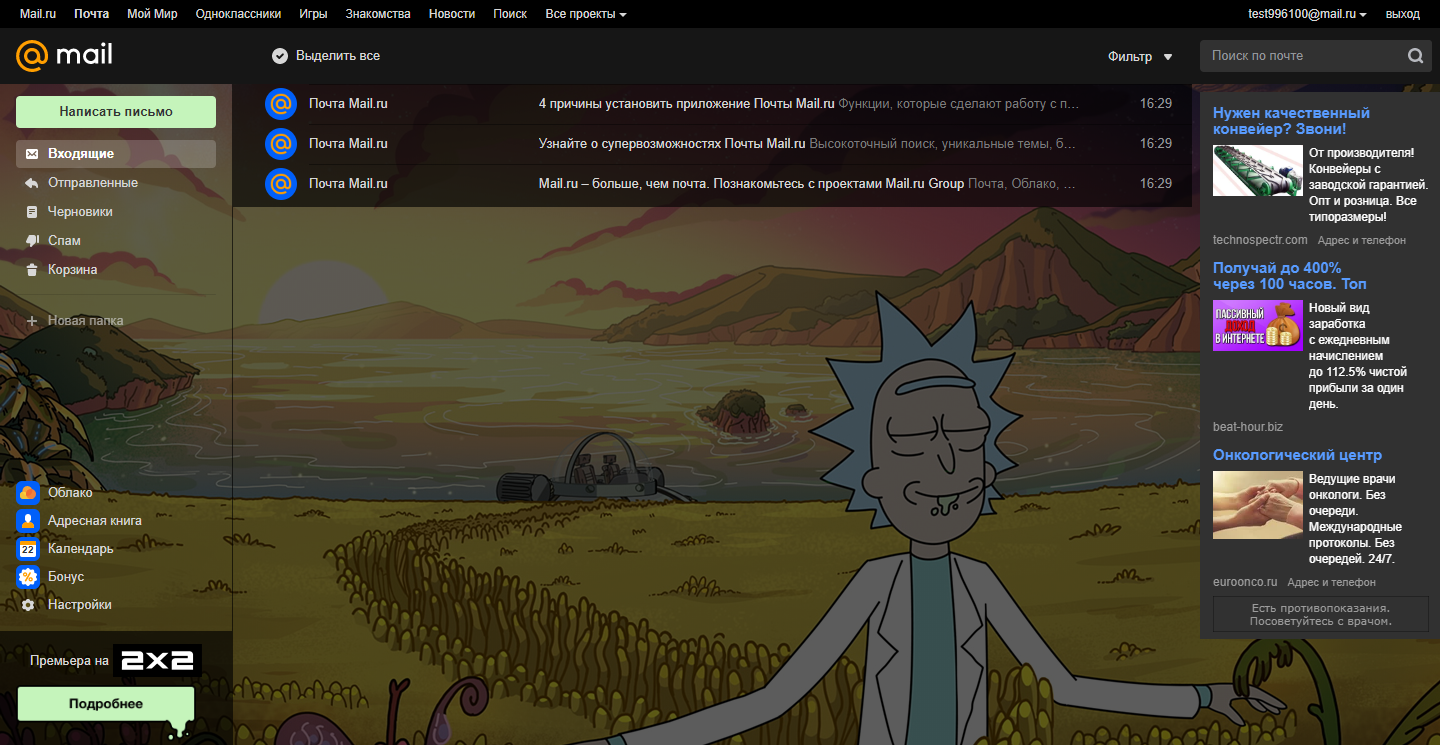 Mail.ru Почта Мой Мир Одноклассники Игры Знакомства Новости Поиск Все проекты test996100@mail.ru выход
@mail Выделить все Фильтр Поиск по почте
Написать письмо
Входящие
Отправленные
Черновики
Спам
Корзина
Новая папка
Облако
Адресная книга
22 Календарь
% Бонус
Настройки
Премьера на 2x2
Подробнее
@ Почта Mail.ru 4 причины установить приложение Почты Mail.ru Функции, которые сделают работу с п... 16:29
@ Почта Mail.ru Узнайте о супервозможностях Почты Mail.ru Высокоточный поиск, уникальные темы, б... 16:29
@ Почта Mail.ru Mail.ru – больше, чем почта. Познакомьтесь с проектами Mail.ru Group Почта, Облако, ... 16:29
Нужен качественный
конвейер? Звони!
От производителя!
Конвейеры с
заводской гарантией.
Опт и розница. Все
типоразмеры!
technospectr.com Адрес и телефон
Получай до 400%
через 100 часов. Топ
ПАССИВНЫЙ
ДОХОД
В ИНТЕРНЕТЕ
Новый вид
заработка
с ежедневным
начислением
до 112.5% чистой
прибыли за один
день.
beat-hour.biz
Онкологический центр
Ведущие врачи
онкологи. Без
очереди.
Международные
протоколы. Без
очередей. 24/7.
euroonco.ru Адрес и телефон
Есть противопоказания.
Посоветуйтесь с врачом.